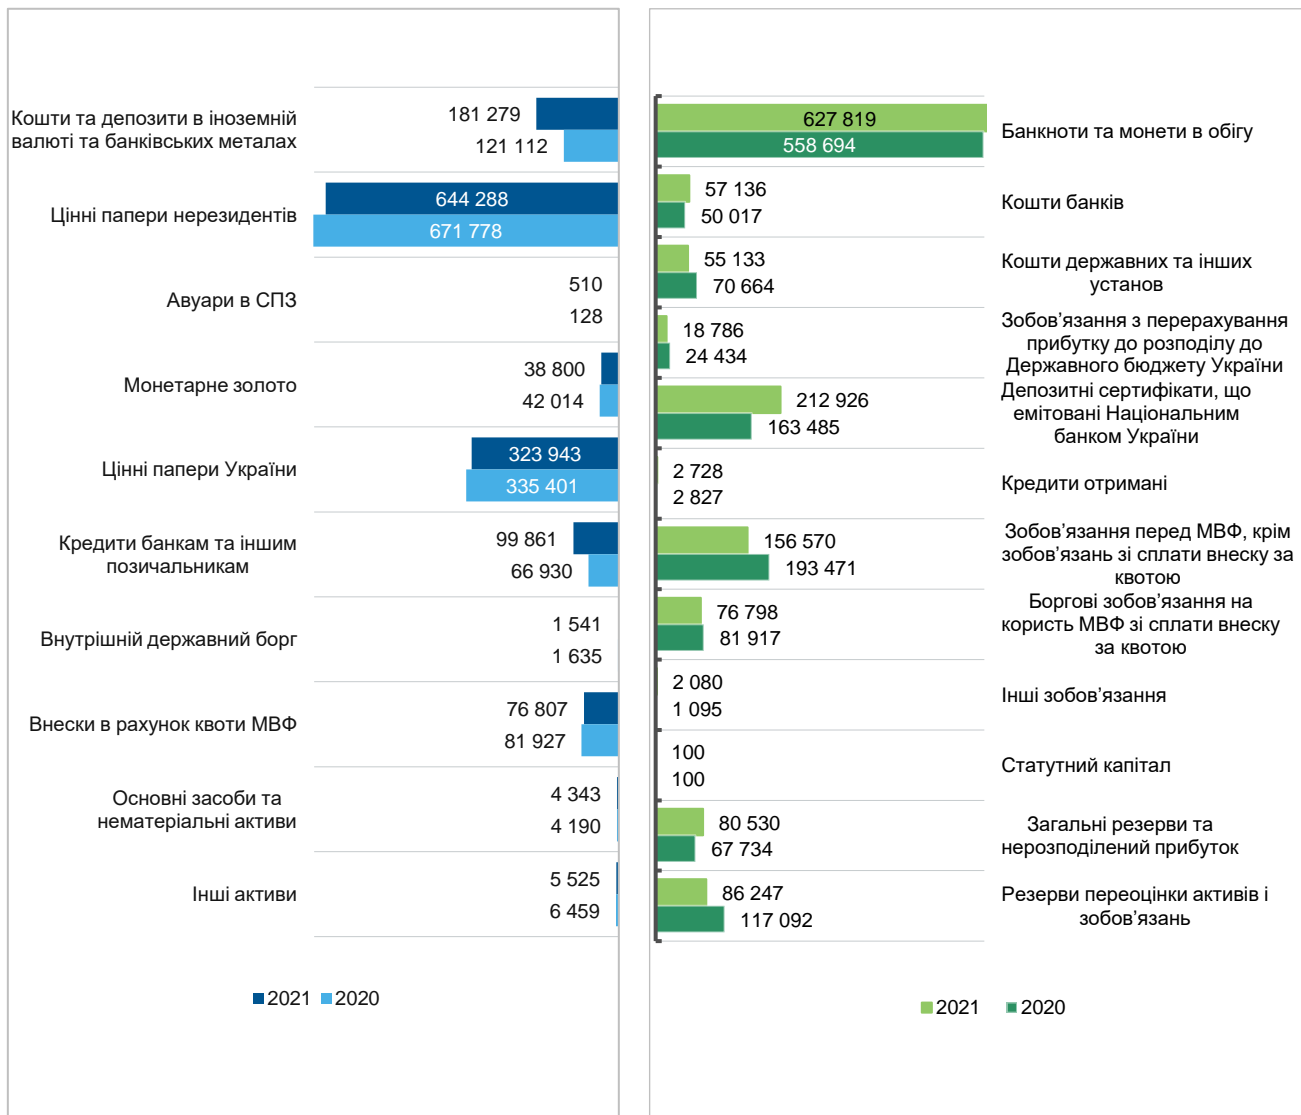 Кошти та депозити в іноземній
валюті та банківських металах
181 279
121 112
Цінні папери нерезидентів
644 288
671 778
Авуари в СПЗ
510
128
Монетарне золото
38 800
42 014
Цінні папери України
323 943
335 401
Кредити банкам та іншим
позичальникам
99 861
66 930
Внутрішній державний борг
1 541
1 635
Внески в рахунок квоти МВФ
76 807
81 927
Основні засоби та
нематеріальні активи
4 343
4 190
Інші активи
5 525
6 459
2021 2020
627 819
558 694
Банкноти та монети в обігу
57 136
50 017
Кошти банків
55 133
70 664
Кошти державних та інших
установ
18 786
24 434
Зобов’язання з перерахування
прибутку до розподілу до
Державного бюджету України
212 926
163 485
Депозитні сертифікати, що
емітовані Національним
банком України
2 728
2 827
Кредити отримані
156 570
193 471
Зобов’язання перед МВФ, крім
зобов’язань зі сплати внеску за
квотою
76 798
81 917
Боргові зобов’язання на
користь МВФ зі сплати внеску
за квотою
2 080
1 095
Інші зобов’язання
100
100
Статутний капітал
80 530
67 734
Загальні резерви та
нерозподілений прибуток
86 247
117 092
Резерви переоцінки активів і
зобов’язань
2021 2020